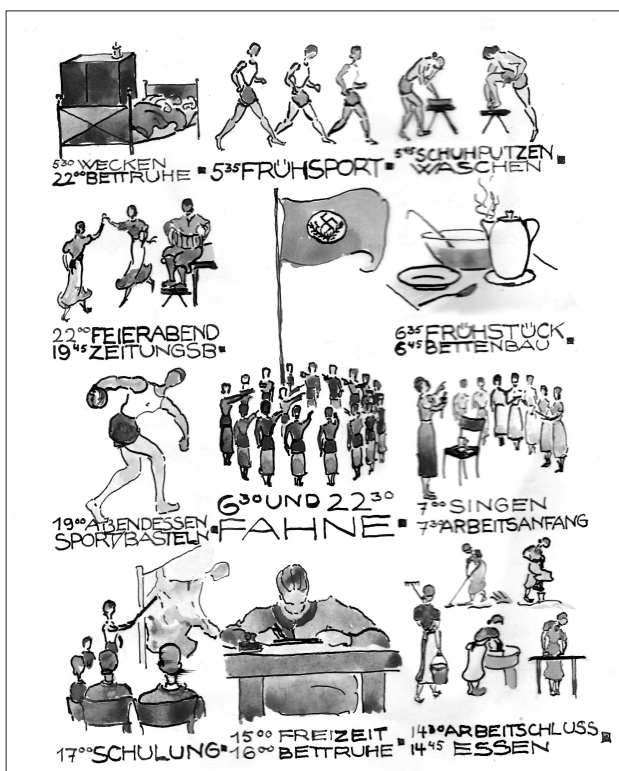 5³⁰ WECKEN
22⁰⁰ BETTRUHE
5³⁵ FRÜHSPORT
5⁴⁵ SCHUHPUTZEN
WASCHEN
22⁰⁰ FEIERABEND
19⁴⁵ ZEITUNGSB
6³⁵ FRÜHSTÜCK
6⁴⁵ BETTENBAU
19⁰⁰ ABENDESSEN
SPORT/BASTELN
6³⁰ UND 22³⁰
FAHNE
7⁰⁰ SINGEN
7³⁰ ARBEITSANFANG
17⁰⁰ SCHULUNG
15⁰⁰ FREIZEIT
16⁰⁰ BETTRUHE
14³⁰ ARBEITSCHLUSS
14⁴⁵ ESSEN